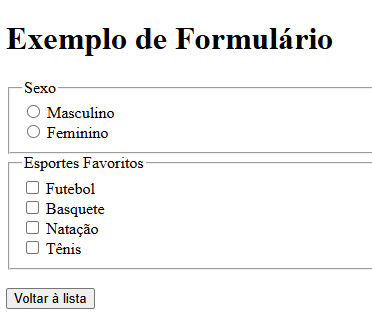 Exemplo de Formulário
Sexo
Masculino
Feminino
Esportes Favoritos
Futebol
Basquete
Natação
Tênis
Voltar à lista